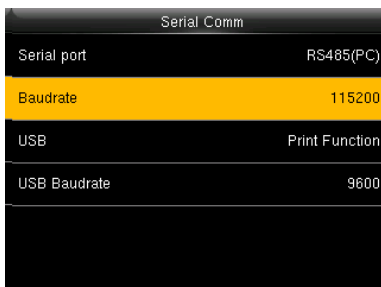 Serial Comm
Serial port RS485(PC)
Baudrate 115200
USB Print Function
USB Baudrate 9600